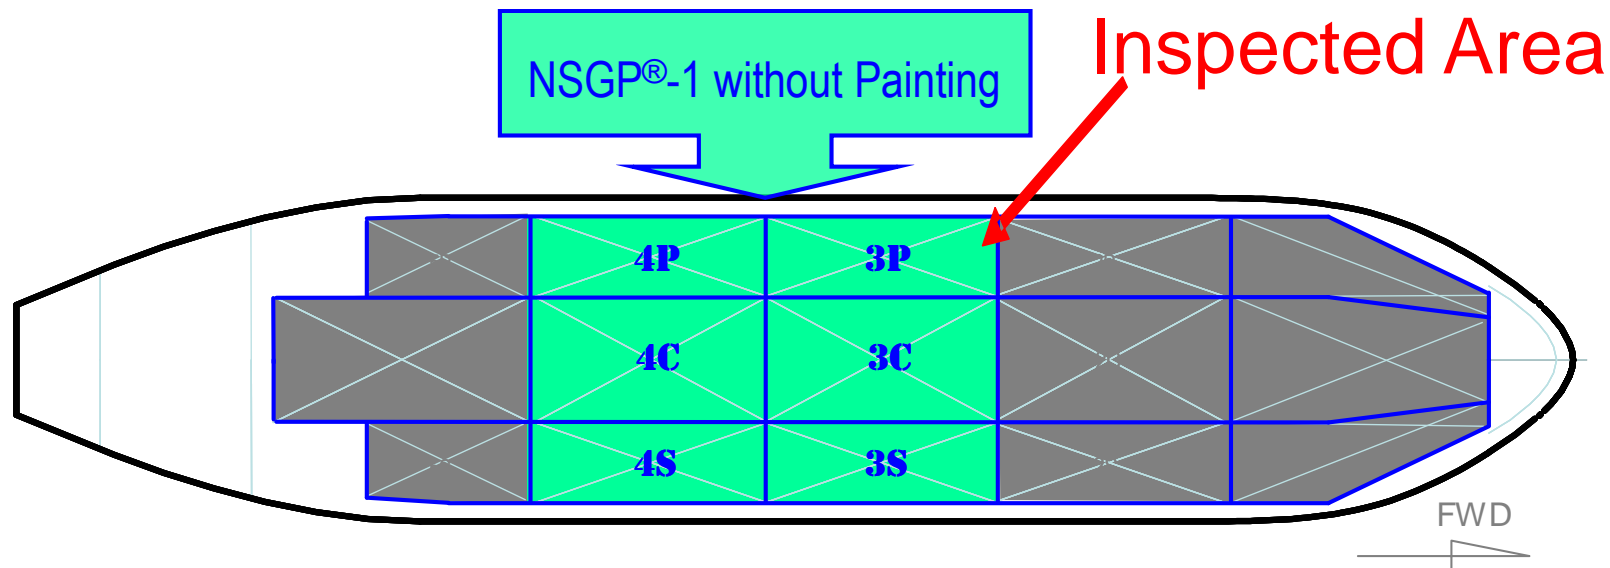 NSGP®-1 without Painting
Inspected Area
4P
3P
4C
3C
4S
3S
FWD